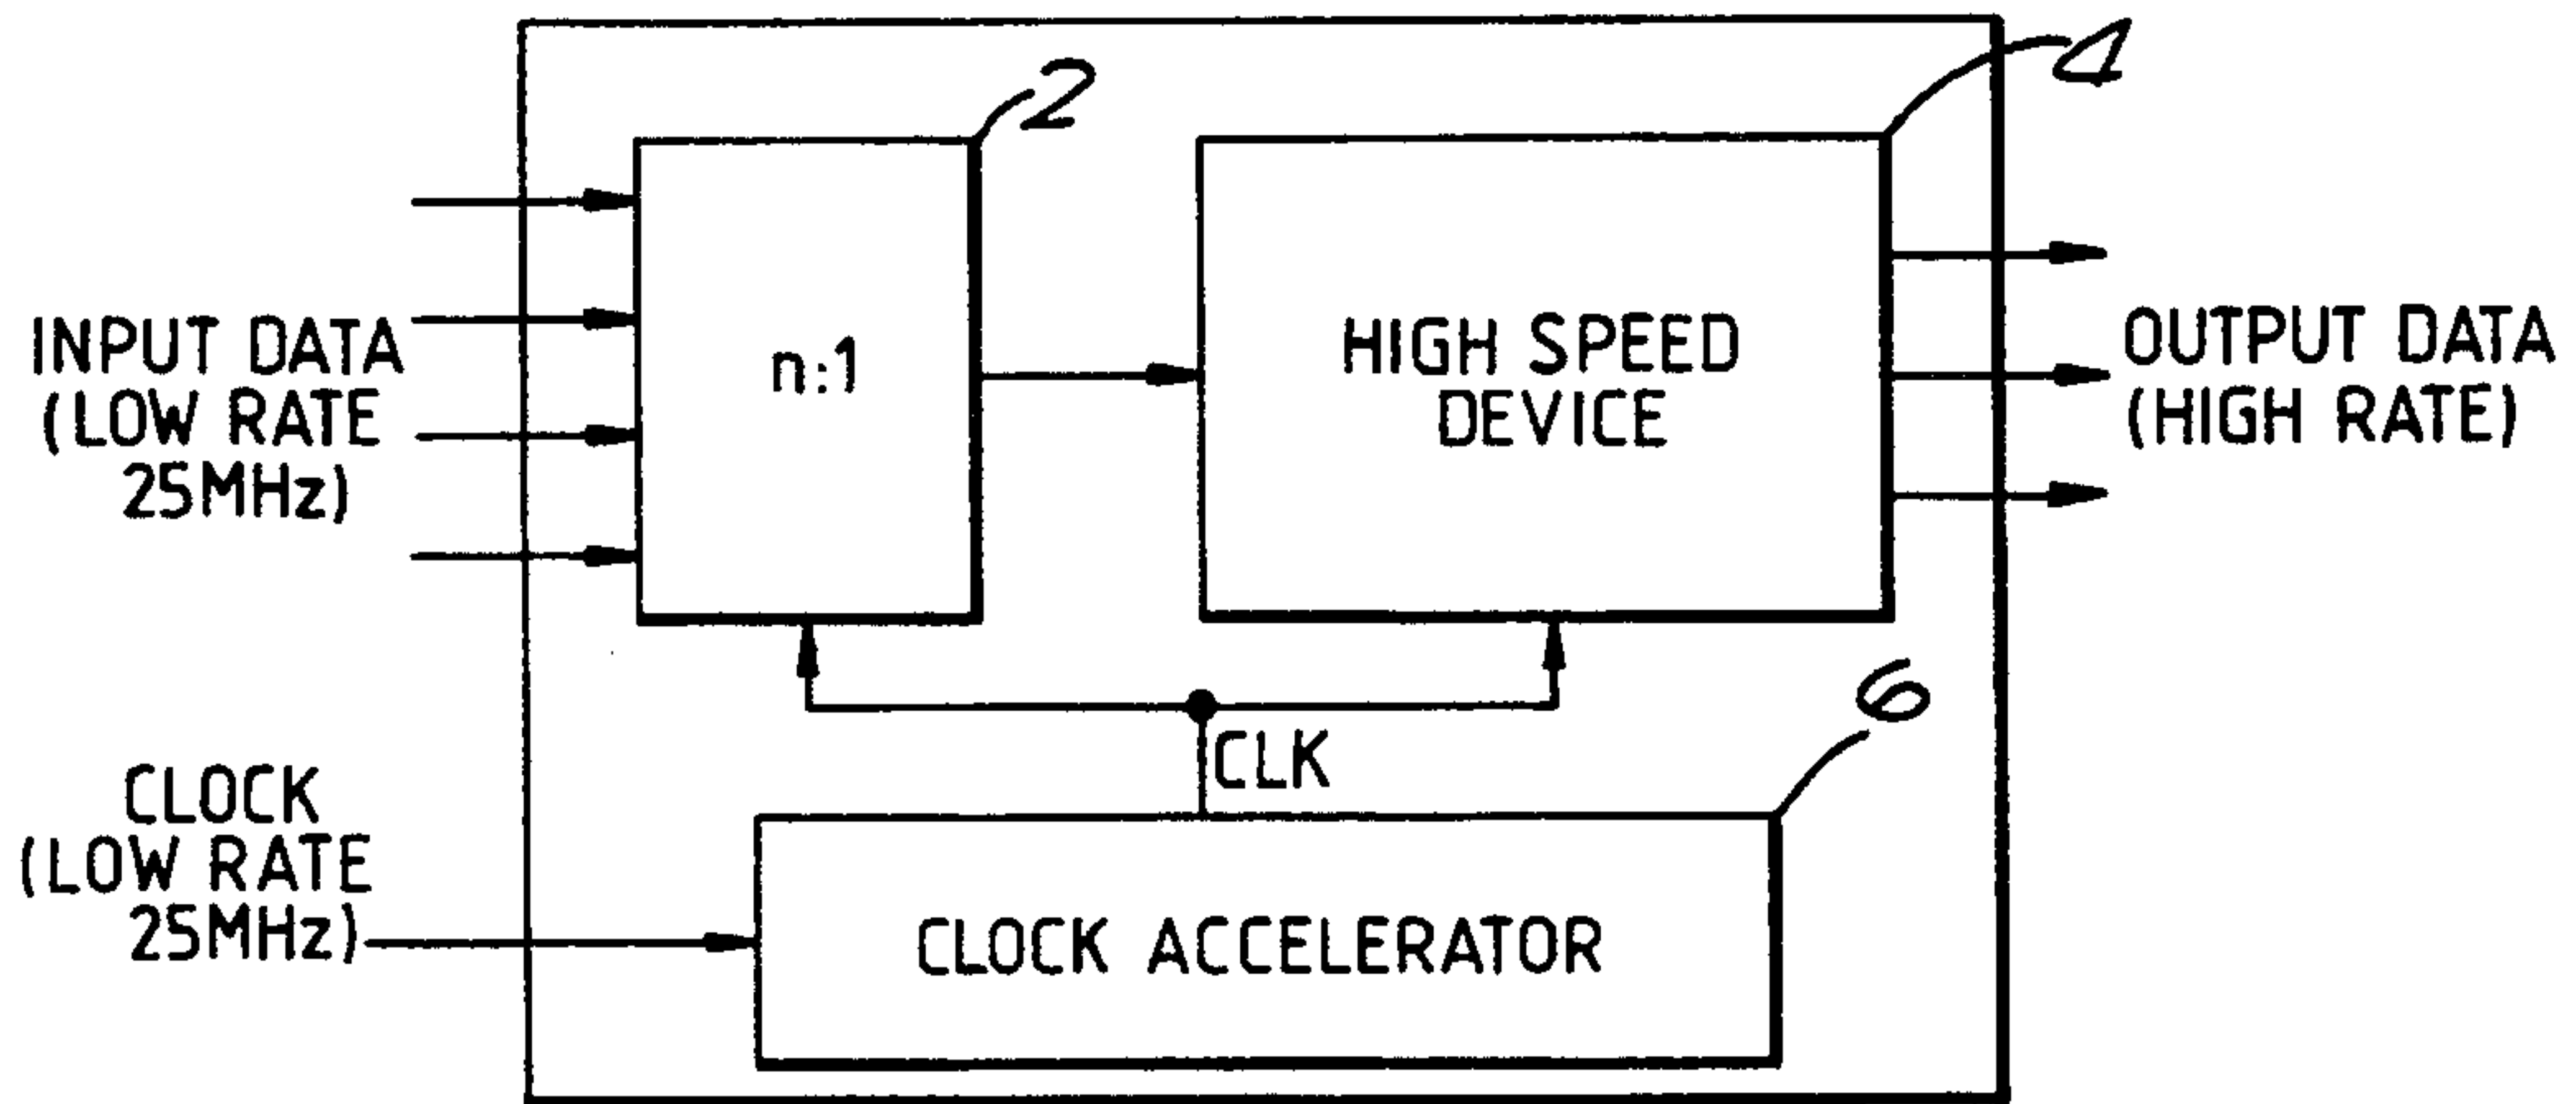 2
4
INPUT DATA
(LOW RATE
25MHz)
n:1
HIGH SPEED
DEVICE
OUTPUT DATA
(HIGH RATE)
6
CLK
CLOCK
(LOW RATE
25MHz)
CLOCK ACCELERATOR